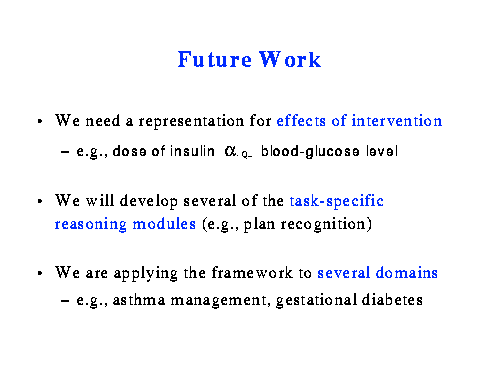 Future Work
• We need a representation for effects of intervention
– e.g., dose of insulin α Q– blood-glucose level
• We will develop several of the task-specific
reasoning modules (e.g., plan recognition)
• We are applying the framework to several domains
– e.g., asthma management, gestational diabetes